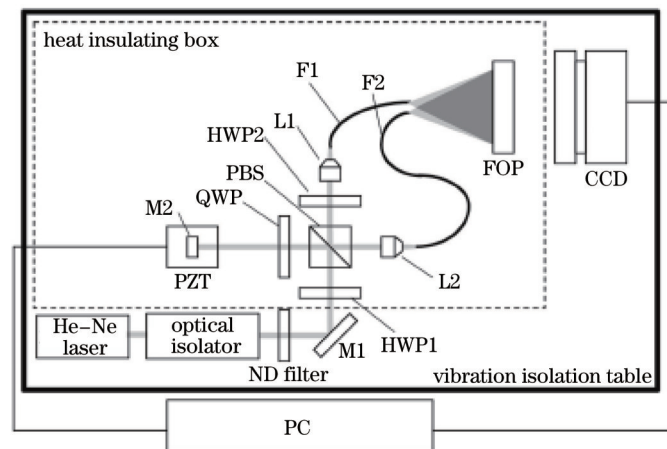 heat insulating box
F1
F2
L1
HWP2
PBS
QWP
M2
FOP
CCD
PZT
L2
He-Ne
laser
optical
isolator
ND filter
M1
HWP1
vibration isolation table
PC